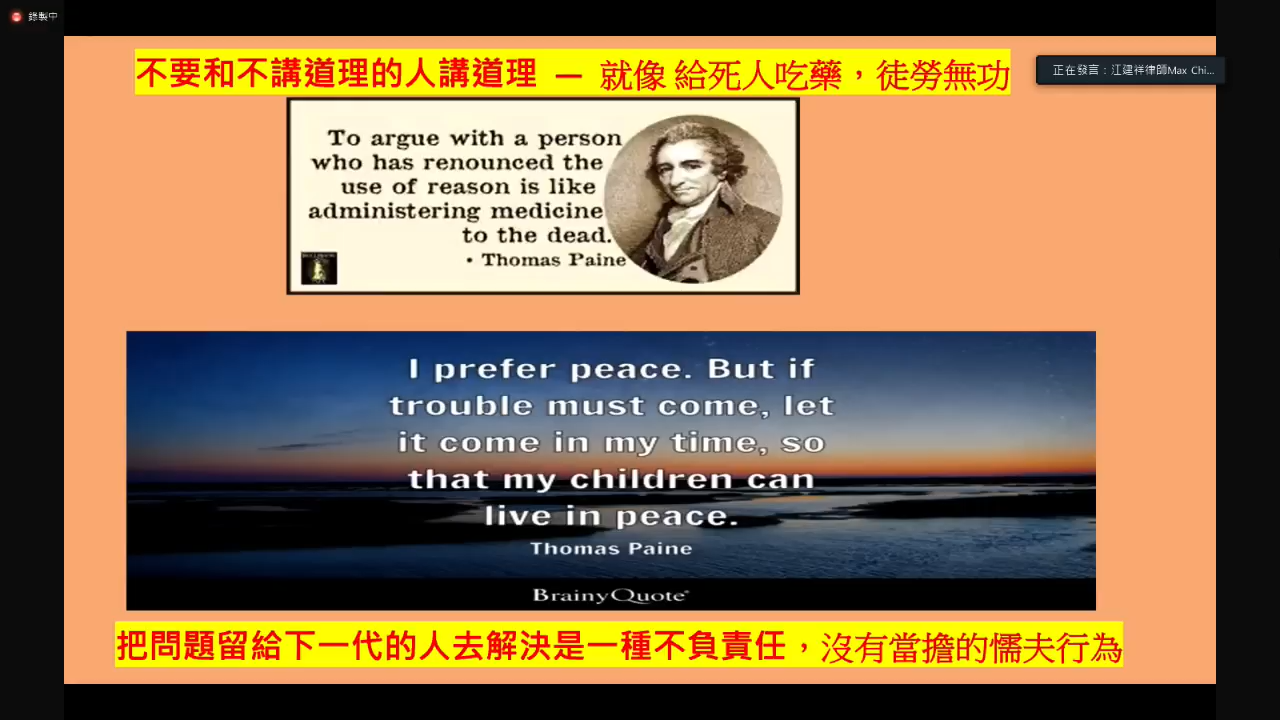 錄製中
不要和不講道理的人講道理 — 就像 給死人吃藥，徒勞無功
正在發言：江建祥律師Max Chi...
To argue with a person
who has renounced the
use of reason is like
administering medicine
to the dead.
• Thomas Paine
I prefer peace. But if
trouble must come, let
it come in my time, so
that my children can
live in peace.
Thomas Paine
BrainyQuote®
把問題留給下一代的人去解決是一種不負責任，沒有當擔的懦夫行為